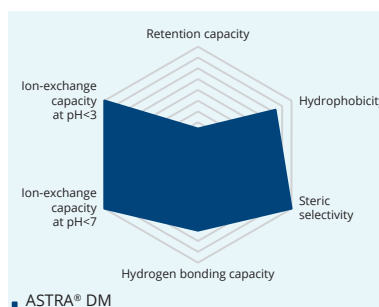 Retention capacity
Ion-exchange
capacity
at pH<3
Hydrophobicit
Ion-exchange
capacity
at pH<7
Steric
selectivity
Hydrogen bonding capacity
ASTRA® DM